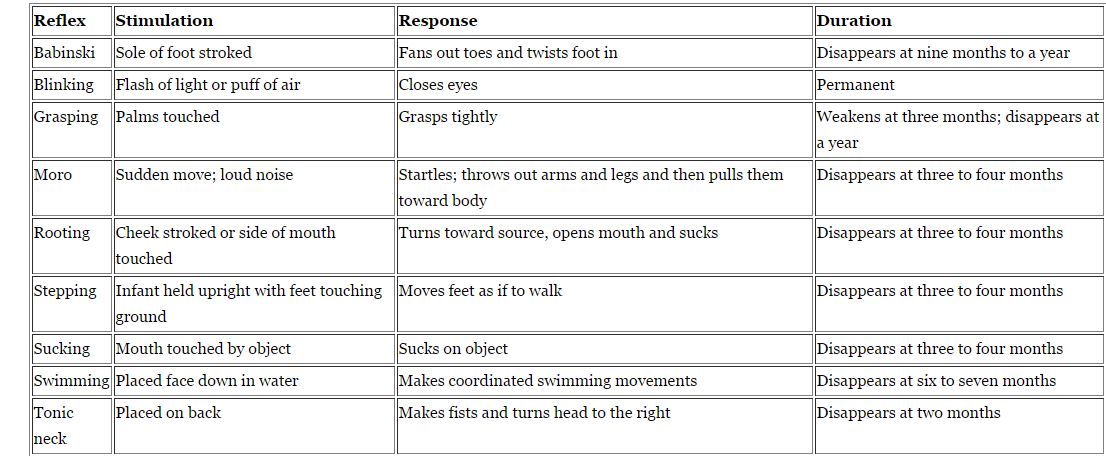 Reflex Stimulation Response Duration
Babinski Sole of foot stroked Fans out toes and twists foot in Disappears at nine months to a year
Blinking Flash of light or puff of air Closes eyes Permanent
Grasping Palms touched Grasps tightly Weakens at three months; disappears at
a year
Moro Sudden move; loud noise Startles; throws out arms and legs and then pulls them Disappears at three to four months
toward body
Rooting Cheek stroked or side of mouth Turns toward source, opens mouth and sucks Disappears at three to four months
touched
Stepping Infant held upright with feet touching Moves feet as if to walk Disappears at three to four months
ground
Sucking Mouth touched by object Sucks on object Disappears at three to four months
Swimming Placed face down in water Makes coordinated swimming movements Disappears at six to seven months
Tonic Placed on back Makes fists and turns head to the right Disappears at two months
neck